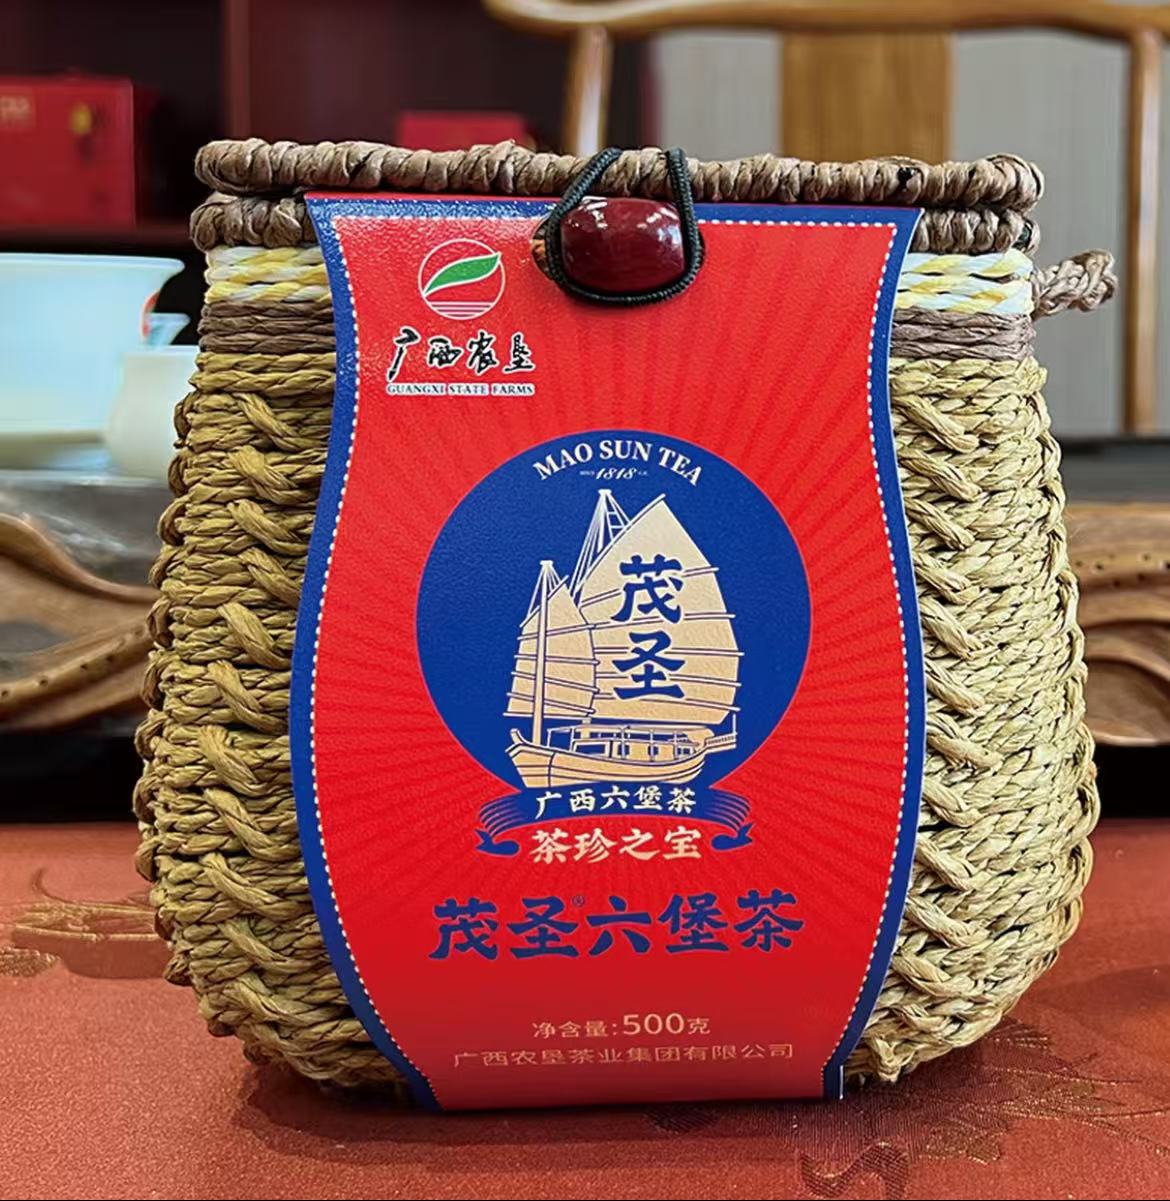 广西农垦
GUANGXI STATE FARMS
MAO SUN TEA
1818
茂
圣
广西六堡茶
茶珍之宝
茂圣®六堡茶
净含量:500克
广西农垦茶业集团有限公司